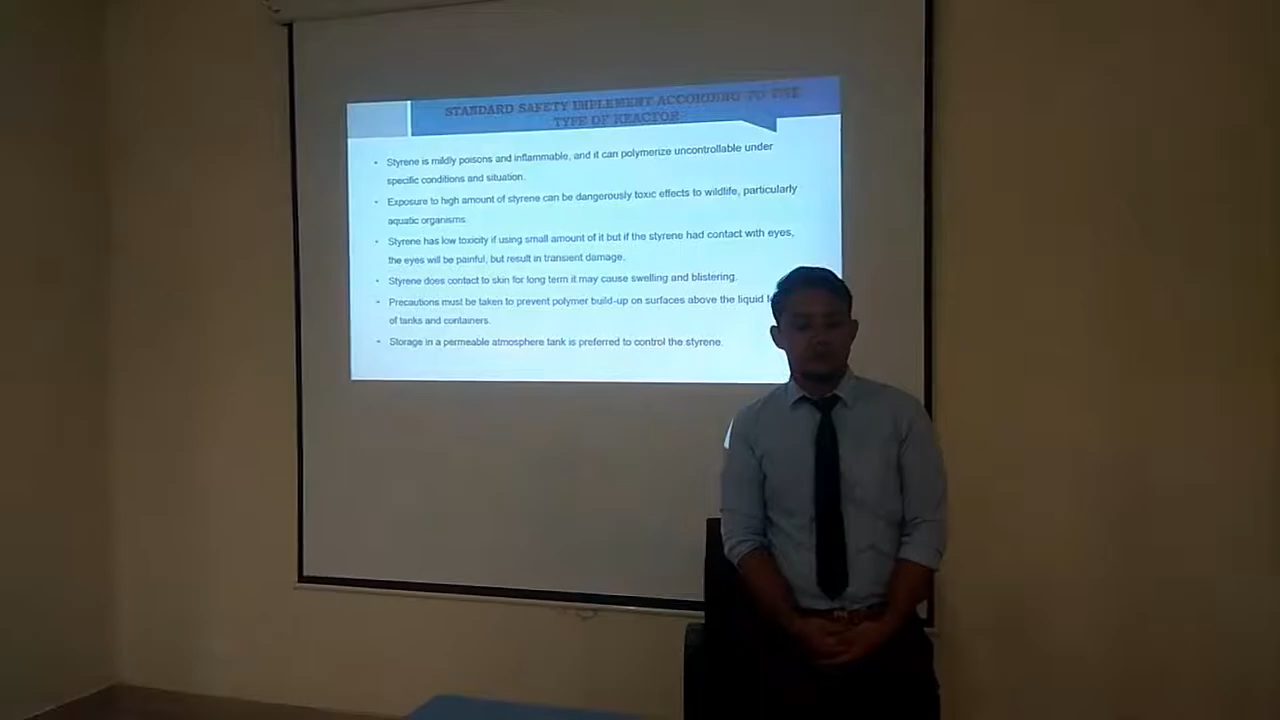 STANDARD SAFETY IMPLEMENT ACCORDING TO THE
TYPE OF REACTOR
• Styrene is mildly poisons and inflammable, and it can polymerize uncontrollable under
specific conditions and situation.
• Exposure to high amount of styrene can be dangerously toxic effects to wildlife, particularly
aquatic organisms.
• Styrene has low toxicity if using small amount of it but if the styrene had contact with eyes,
the eyes will be painful, but result in transient damage.
• Styrene does contact to skin for long term it may cause swelling and blistering.
• Precautions must be taken to prevent polymer build-up on surfaces above the liquid
of tanks and containers.
• Storage in a permeable atmosphere tank is preferred to control the styrene.